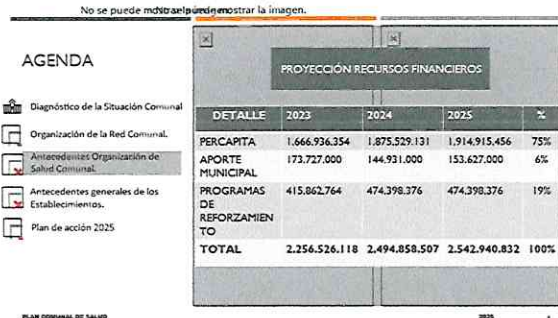 No se puede mostrar la imagen.
AGENDA
Diagnóstico de la Situación Comunal
Organización de la Red Comunal.
Antecedentes Organización de
Salud Comunal.
Antecedentes generales de los
Establecimientos.
Plan de acción 2025
PROYECCIÓN RECURSOS FINANCIEROS
DETALLE 2023 2024 2025 %
PERCAPITA 1.666.936.354 1.875.529.131 1.914.915.456 75%
APORTE 173.727.000 144.931.000 153.627.000 6%
MUNICIPAL
PROGRAMAS 415.862.764 474.398.376 474.398.376 19%
DE
REFORZAMIEN
TO
TOTAL 2.256.526.118 2.494.858.507 2.542.940.832 100%
PLAN COMUNAL DE SALUD 2025